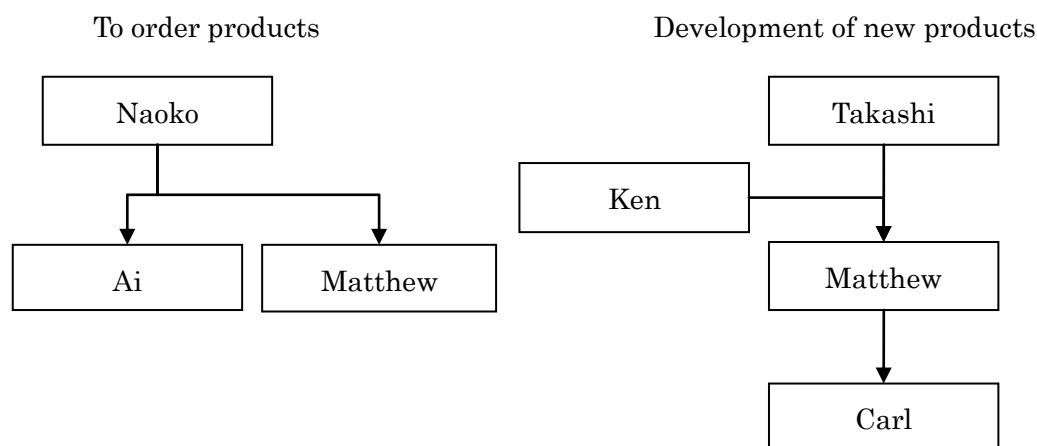 To order products
Naoko
Ai
Matthew
Development of new products
Takashi
Ken
Matthew
Carl